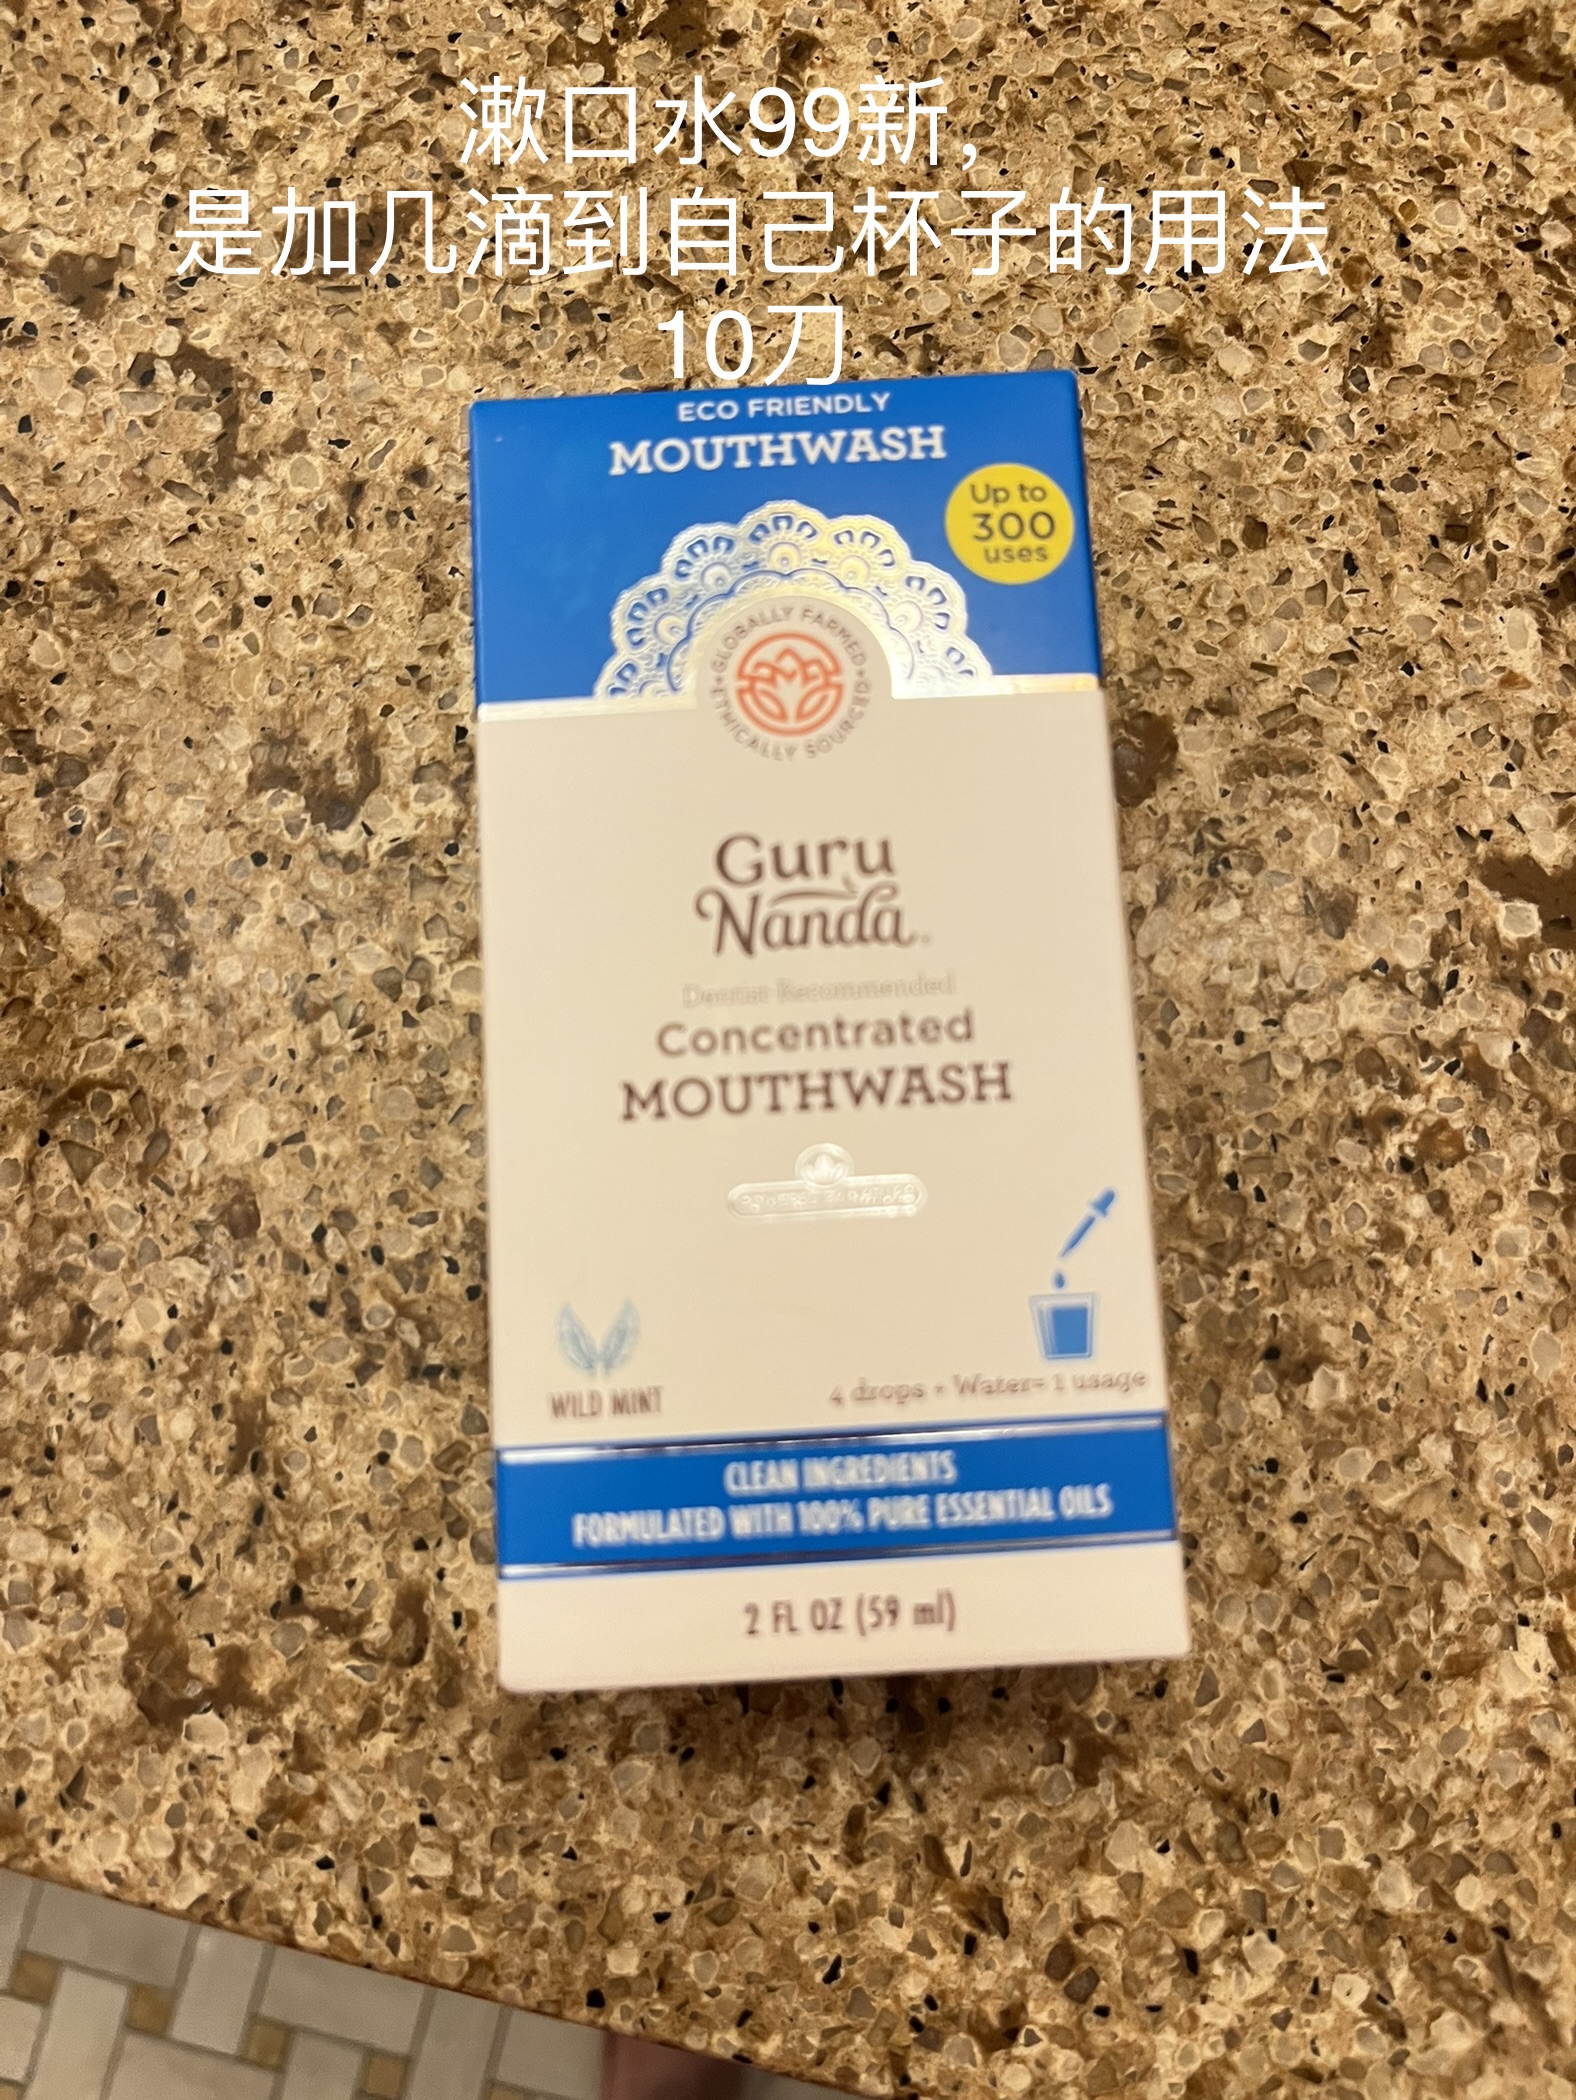 漱口水99新，
是加几滴到自己杯子的用法
10刀
ECO FRIENDLY
MOUTHWASH
Up to
300
uses
GLOBALLY FARMED
ETHICALLY SOURCED
Guru
Nanda
Dentist Recommended
Concentrated
MOUTHWASH
WILD MINT
4 drops + Water= 1 usage
CLEAN INGREDIENTS
FORMULATED WITH 100% PURE ESSENTIAL OILS
2 FL OZ (59 ml)